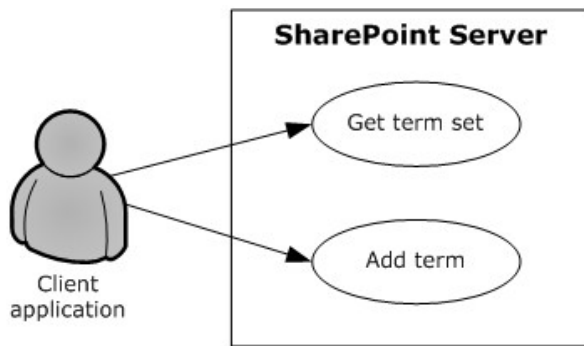 SharePoint Server
Get term set
Add term
Client
application